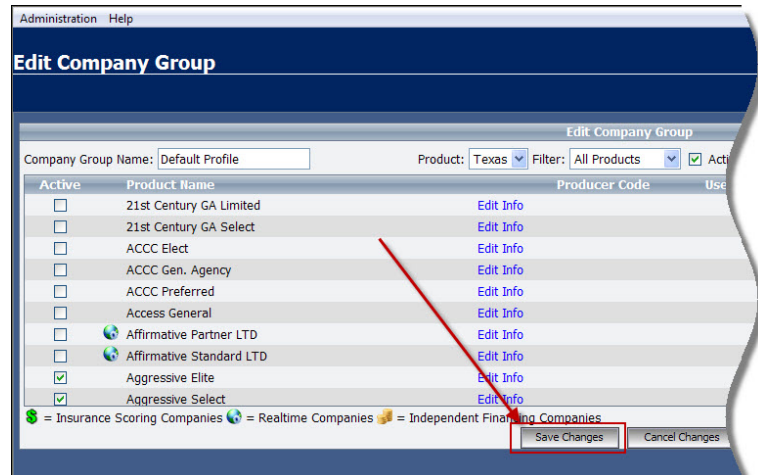 Administration Help
Edit Company Group
Edit Company Group
Company Group Name: Default Profile Product: Texas Filter: All Products Acti
Active Product Name Producer Code Use
21st Century GA Limited Edit Info
21st Century GA Select Edit Info
ACCC Elect Edit Info
ACCC Gen. Agency Edit Info
ACCC Preferred Edit Info
Access General Edit Info
Affirmative Partner LTD Edit Info
Affirmative Standard LTD Edit Info
Aggressive Elite Edit Info
Aggressive Select Edit Info
$ = Insurance Scoring Companies = Realtime Companies = Independent Financing Companies
Save Changes Cancel Changes